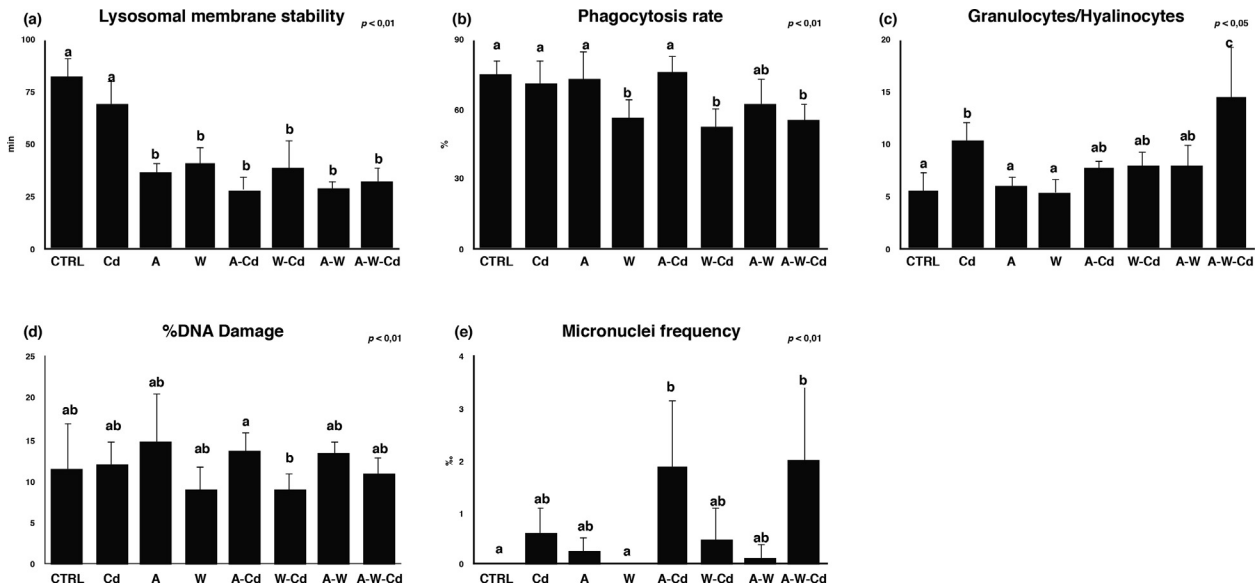 (a) Lysosomal membrane stability
p < 0,01
100
75
50
25
0
min
a
a
b
b
b
b
b
b
CTRL Cd A W A-Cd W-Cd A-W A-W-Cd
(b) Phagocytosis rate
p < 0,01
90
60
30
0
%
a
a
a
b
a
b
ab
b
CTRL Cd A W A-Cd W-Cd A-W A-W-Cd
(c) Granulocytes/Hyalinocytes
p < 0,05
20
15
10
5
0
a
b
a
a
ab
ab
ab
c
CTRL Cd A W A-Cd W-Cd A-W A-W-Cd
(d) %DNA Damage
p < 0,01
25
20
15
10
5
0
ab
ab
ab
ab
a
b
ab
ab
CTRL Cd A W A-Cd W-Cd A-W A-W-Cd
(e) Micronuclei frequency
p < 0,01
4
3
2
1
0
‰
a
ab
ab
a
b
ab
ab
b
CTRL Cd A W A-Cd W-Cd A-W A-W-Cd